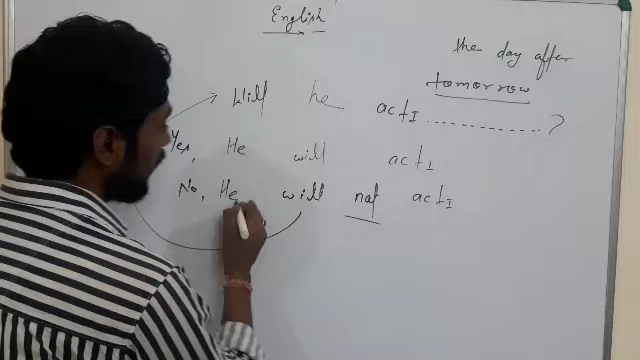 English
the day after
tomorrow
Will he act I ..................?
Yes, He will act I
No, He will not act I